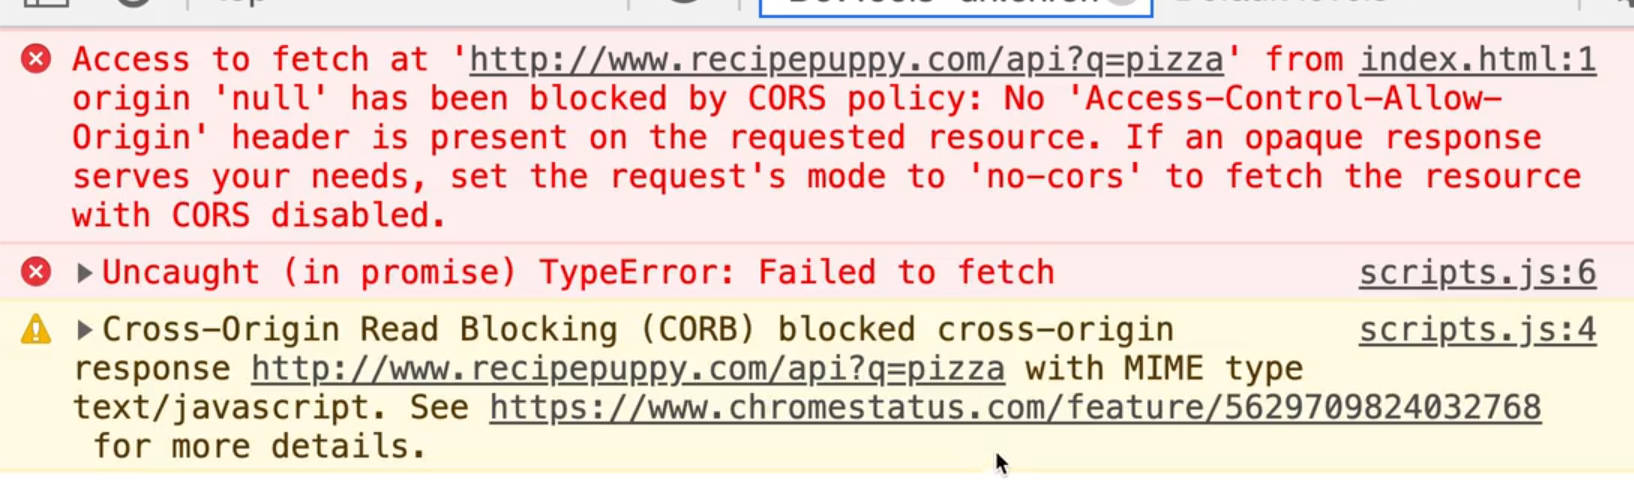 Access to fetch at 'http://www.recipepuppy.com/api?q=pizza' from index.html:1
origin 'null' has been blocked by CORS policy: No 'Access-Control-Allow-
Origin' header is present on the requested resource. If an opaque response
serves your needs, set the request's mode to 'no-cors' to fetch the resource
with CORS disabled.
Uncaught (in promise) TypeError: Failed to fetch scripts.js:6
Cross-Origin Read Blocking (CORB) blocked cross-origin scripts.js:4
response http://www.recipepuppy.com/api?q=pizza with MIME type
text/javascript. See https://www.chromestatus.com/feature/5629709824032768
for more details.